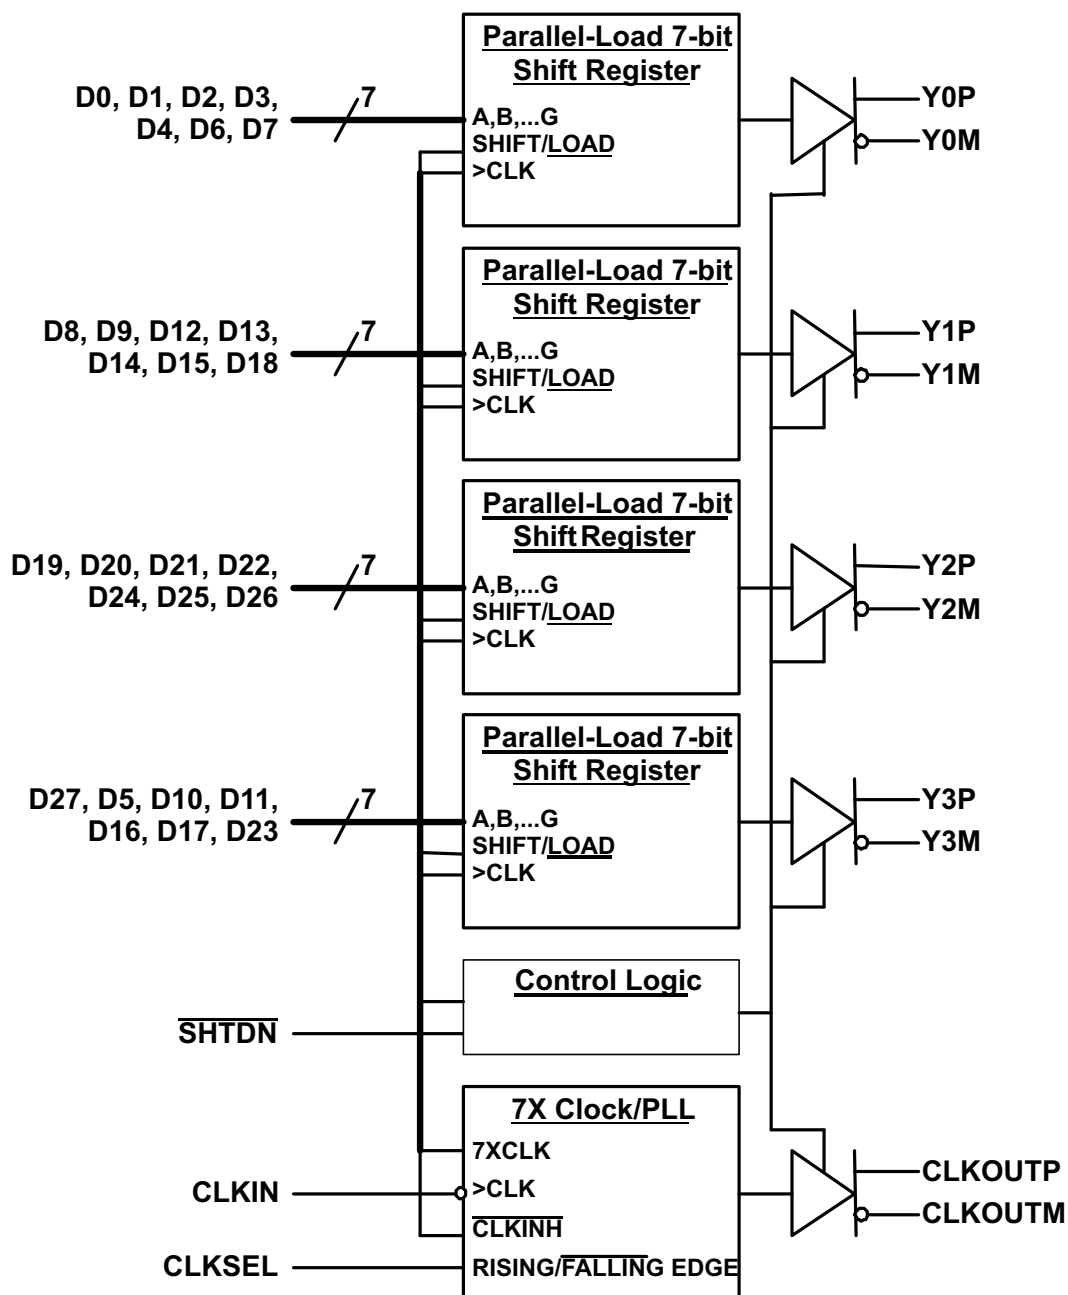 Parallel-Load 7-bit
Shift Register
D0, D1, D2, D3,
D4, D6, D7
7
A,B,...G
SHIFT/LOAD
>CLK
Y0P
Y0M
Parallel-Load 7-bit
Shift Register
D8, D9, D12, D13,
D14, D15, D18
7
A,B,...G
SHIFT/LOAD
>CLK
Y1P
Y1M
Parallel-Load 7-bit
Shift Register
D19, D20, D21, D22,
D24, D25, D26
7
A,B,...G
SHIFT/LOAD
>CLK
Y2P
Y2M
Parallel-Load 7-bit
Shift Register
D27, D5, D10, D11,
D16, D17, D23
7
A,B,...G
SHIFT/LOAD
>CLK
Y3P
Y3M
Control Logic
SHTDN
7X Clock/PLL
7XCLK
CLKIN
>CLK
CLKINH
CLKSEL
RISING/FALLING EDGE
CLKOUTP
CLKOUTM